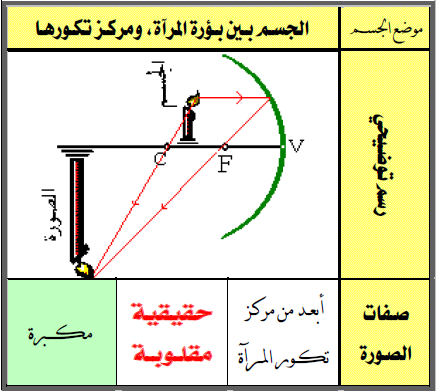 موضع الجسم
الجسم بين بؤرة المرآة، ومركز تكورها
رسم توضيحي
V
F
C
الصورة
صفات الصورة
أبعد من مركز
تكور المرآة
حقيقية
مقلوبة
مكبرة